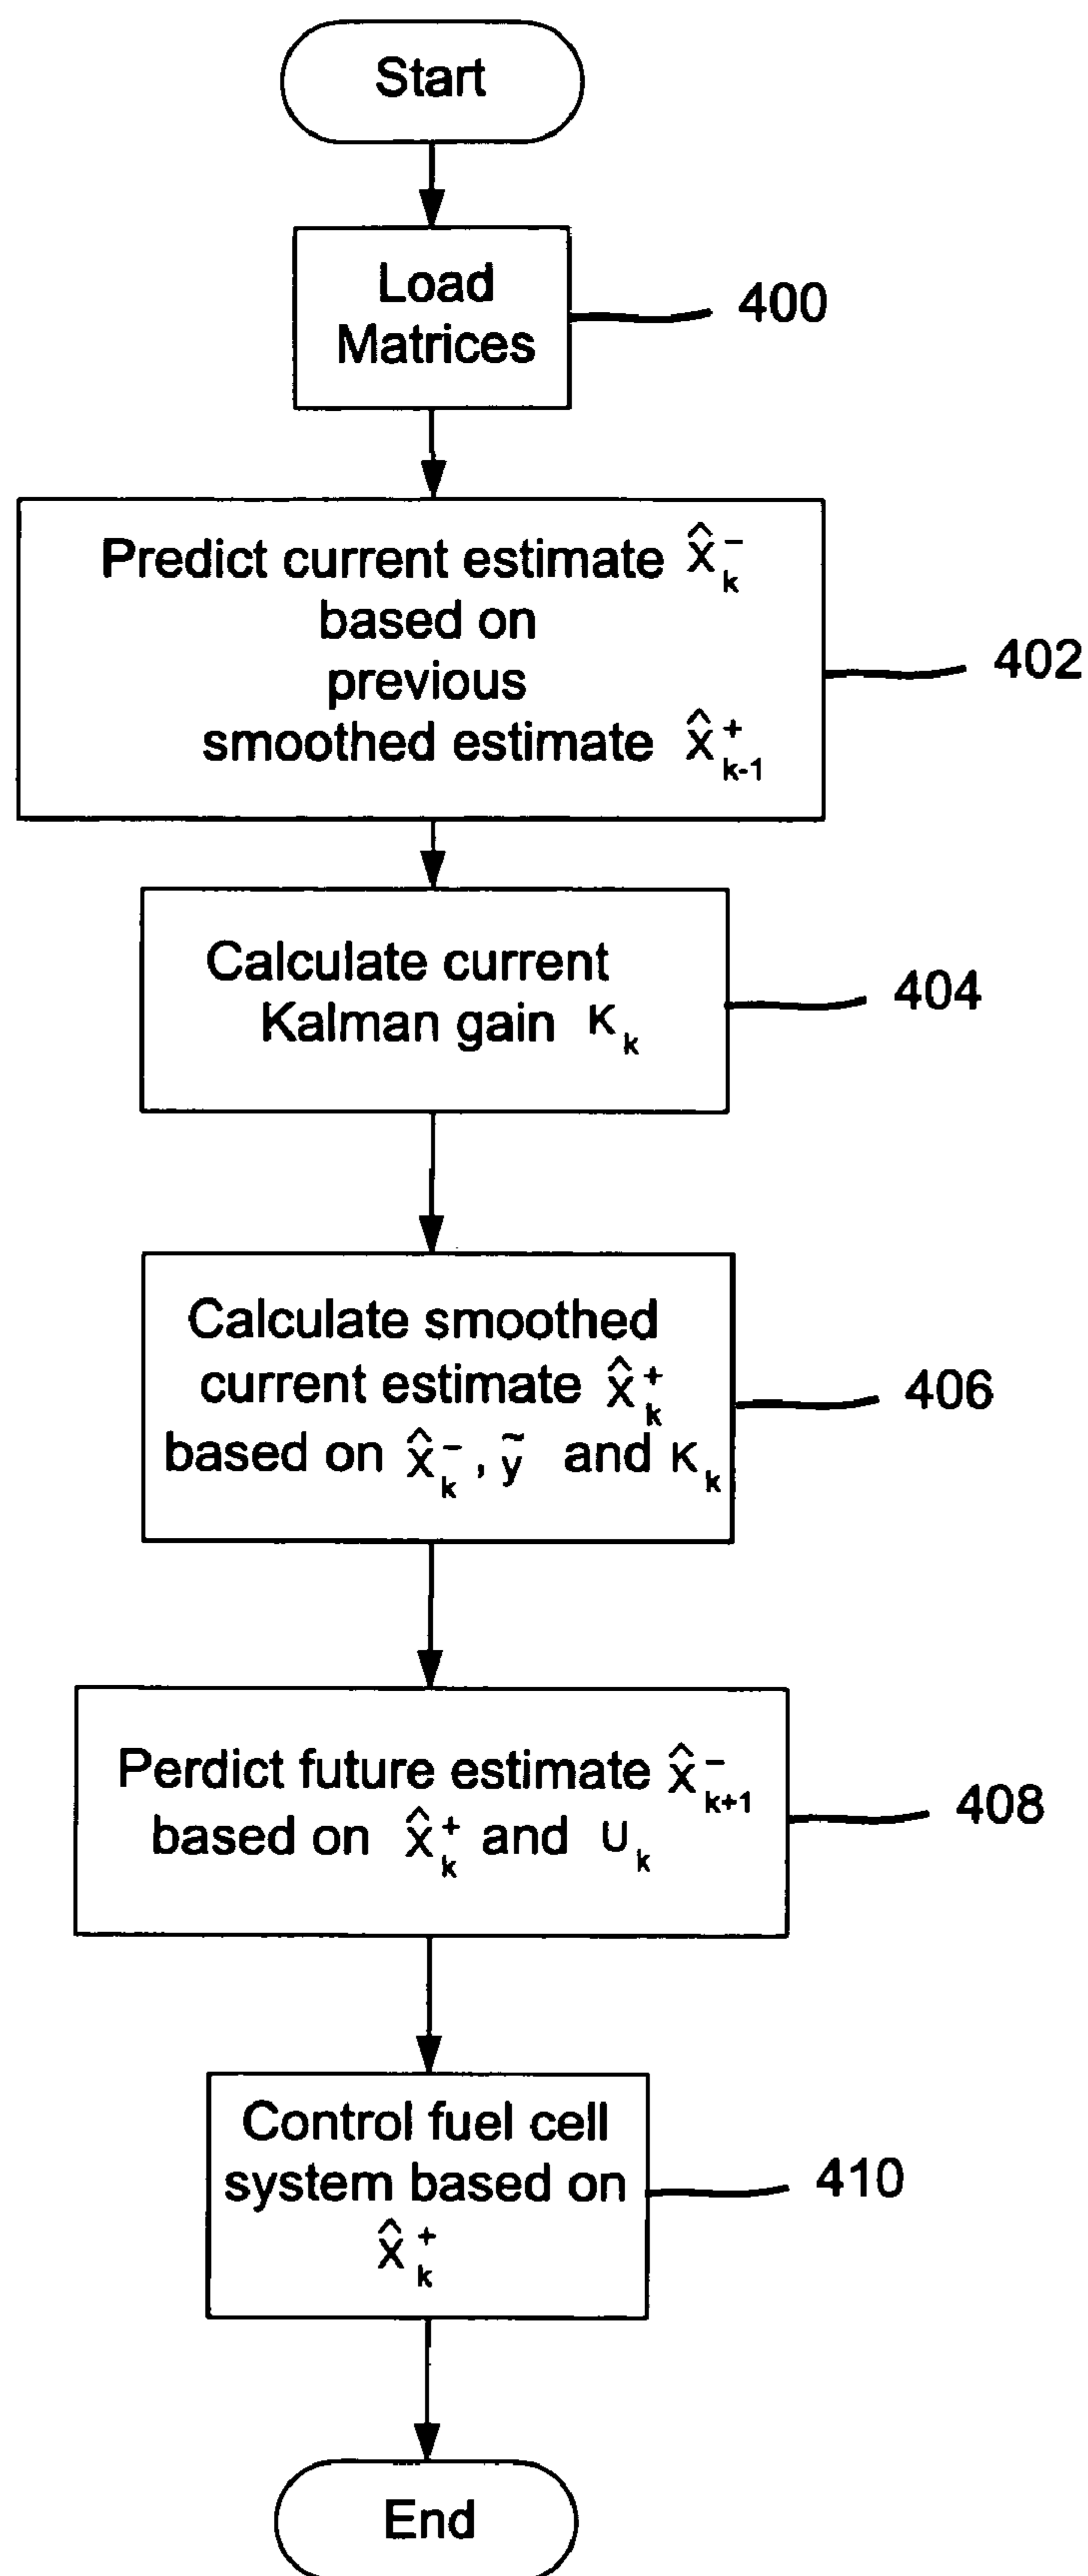 Start
Load
Matrices
400
Predict current estimate x̂ₖ⁻
based on
previous
smoothed estimate x̂ₖ₋₁⁺
402
Calculate current
Kalman gain Kₖ
404
Calculate smoothed
current estimate x̂ₖ⁺
based on x̂ₖ⁻, ỹ and Kₖ
406
Perdict future estimate x̂ₖ₊₁⁻
based on x̂ₖ⁺ and Uₖ
408
Control fuel cell
system based on
x̂ₖ⁺
410
End